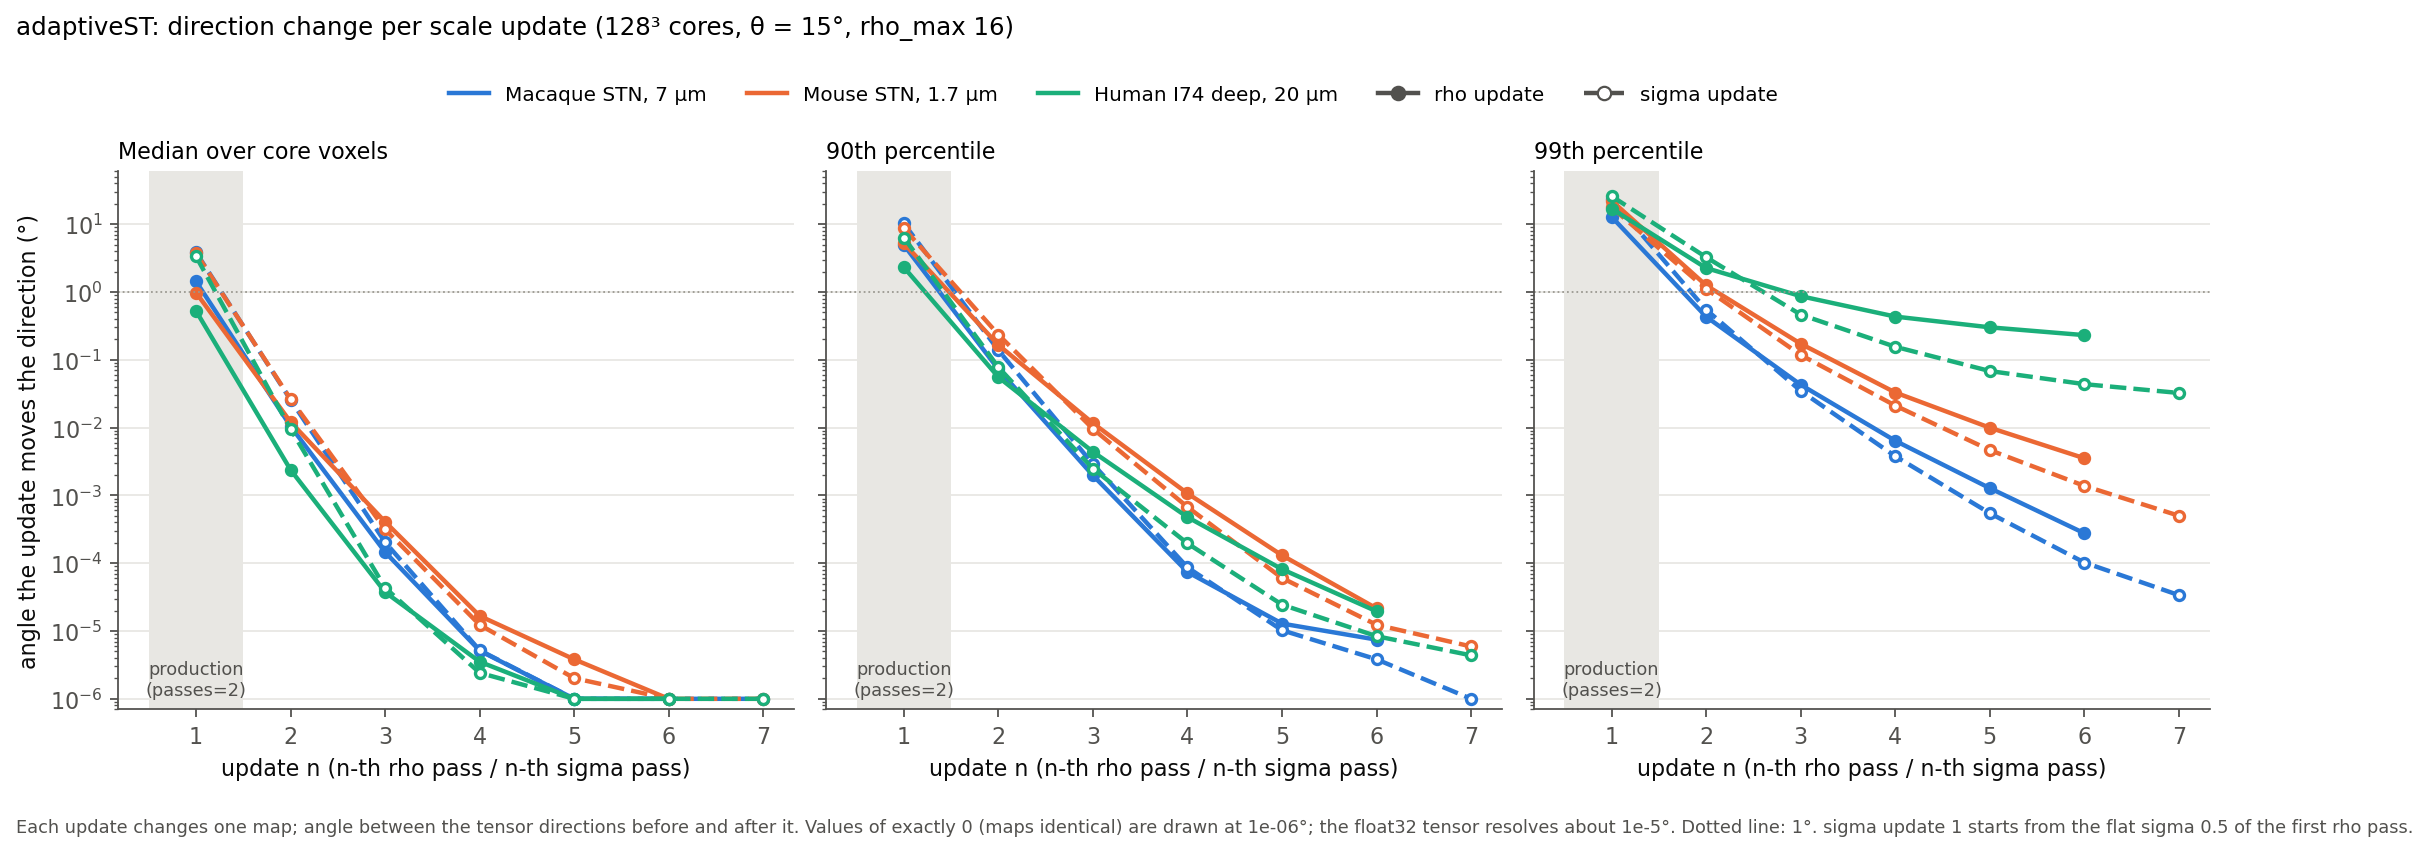 adaptiveST: direction change per scale update (128³ cores, θ = 15°, rho_max 16)
Macaque STN, 7 µm
Mouse STN, 1.7 µm
Human I74 deep, 20 µm
rho update
sigma update
Median over core voxels
90th percentile
99th percentile
angle the update moves the direction (°)
10¹
10⁰
10⁻¹
10⁻²
10⁻³
10⁻⁴
10⁻⁵
10⁻⁶
production
(passes=2)
production
(passes=2)
production
(passes=2)
1 2 3 4 5 6 7
1 2 3 4 5 6 7
1 2 3 4 5 6 7
update n (n-th rho pass / n-th sigma pass)
update n (n-th rho pass / n-th sigma pass)
update n (n-th rho pass / n-th sigma pass)
Each update changes one map; angle between the tensor directions before and after it. Values of exactly 0 (maps identical) are drawn at 1e-06°; the float32 tensor resolves about 1e-5°. Dotted line: 1°. sigma update 1 starts from the flat sigma 0.5 of the first rho pass.